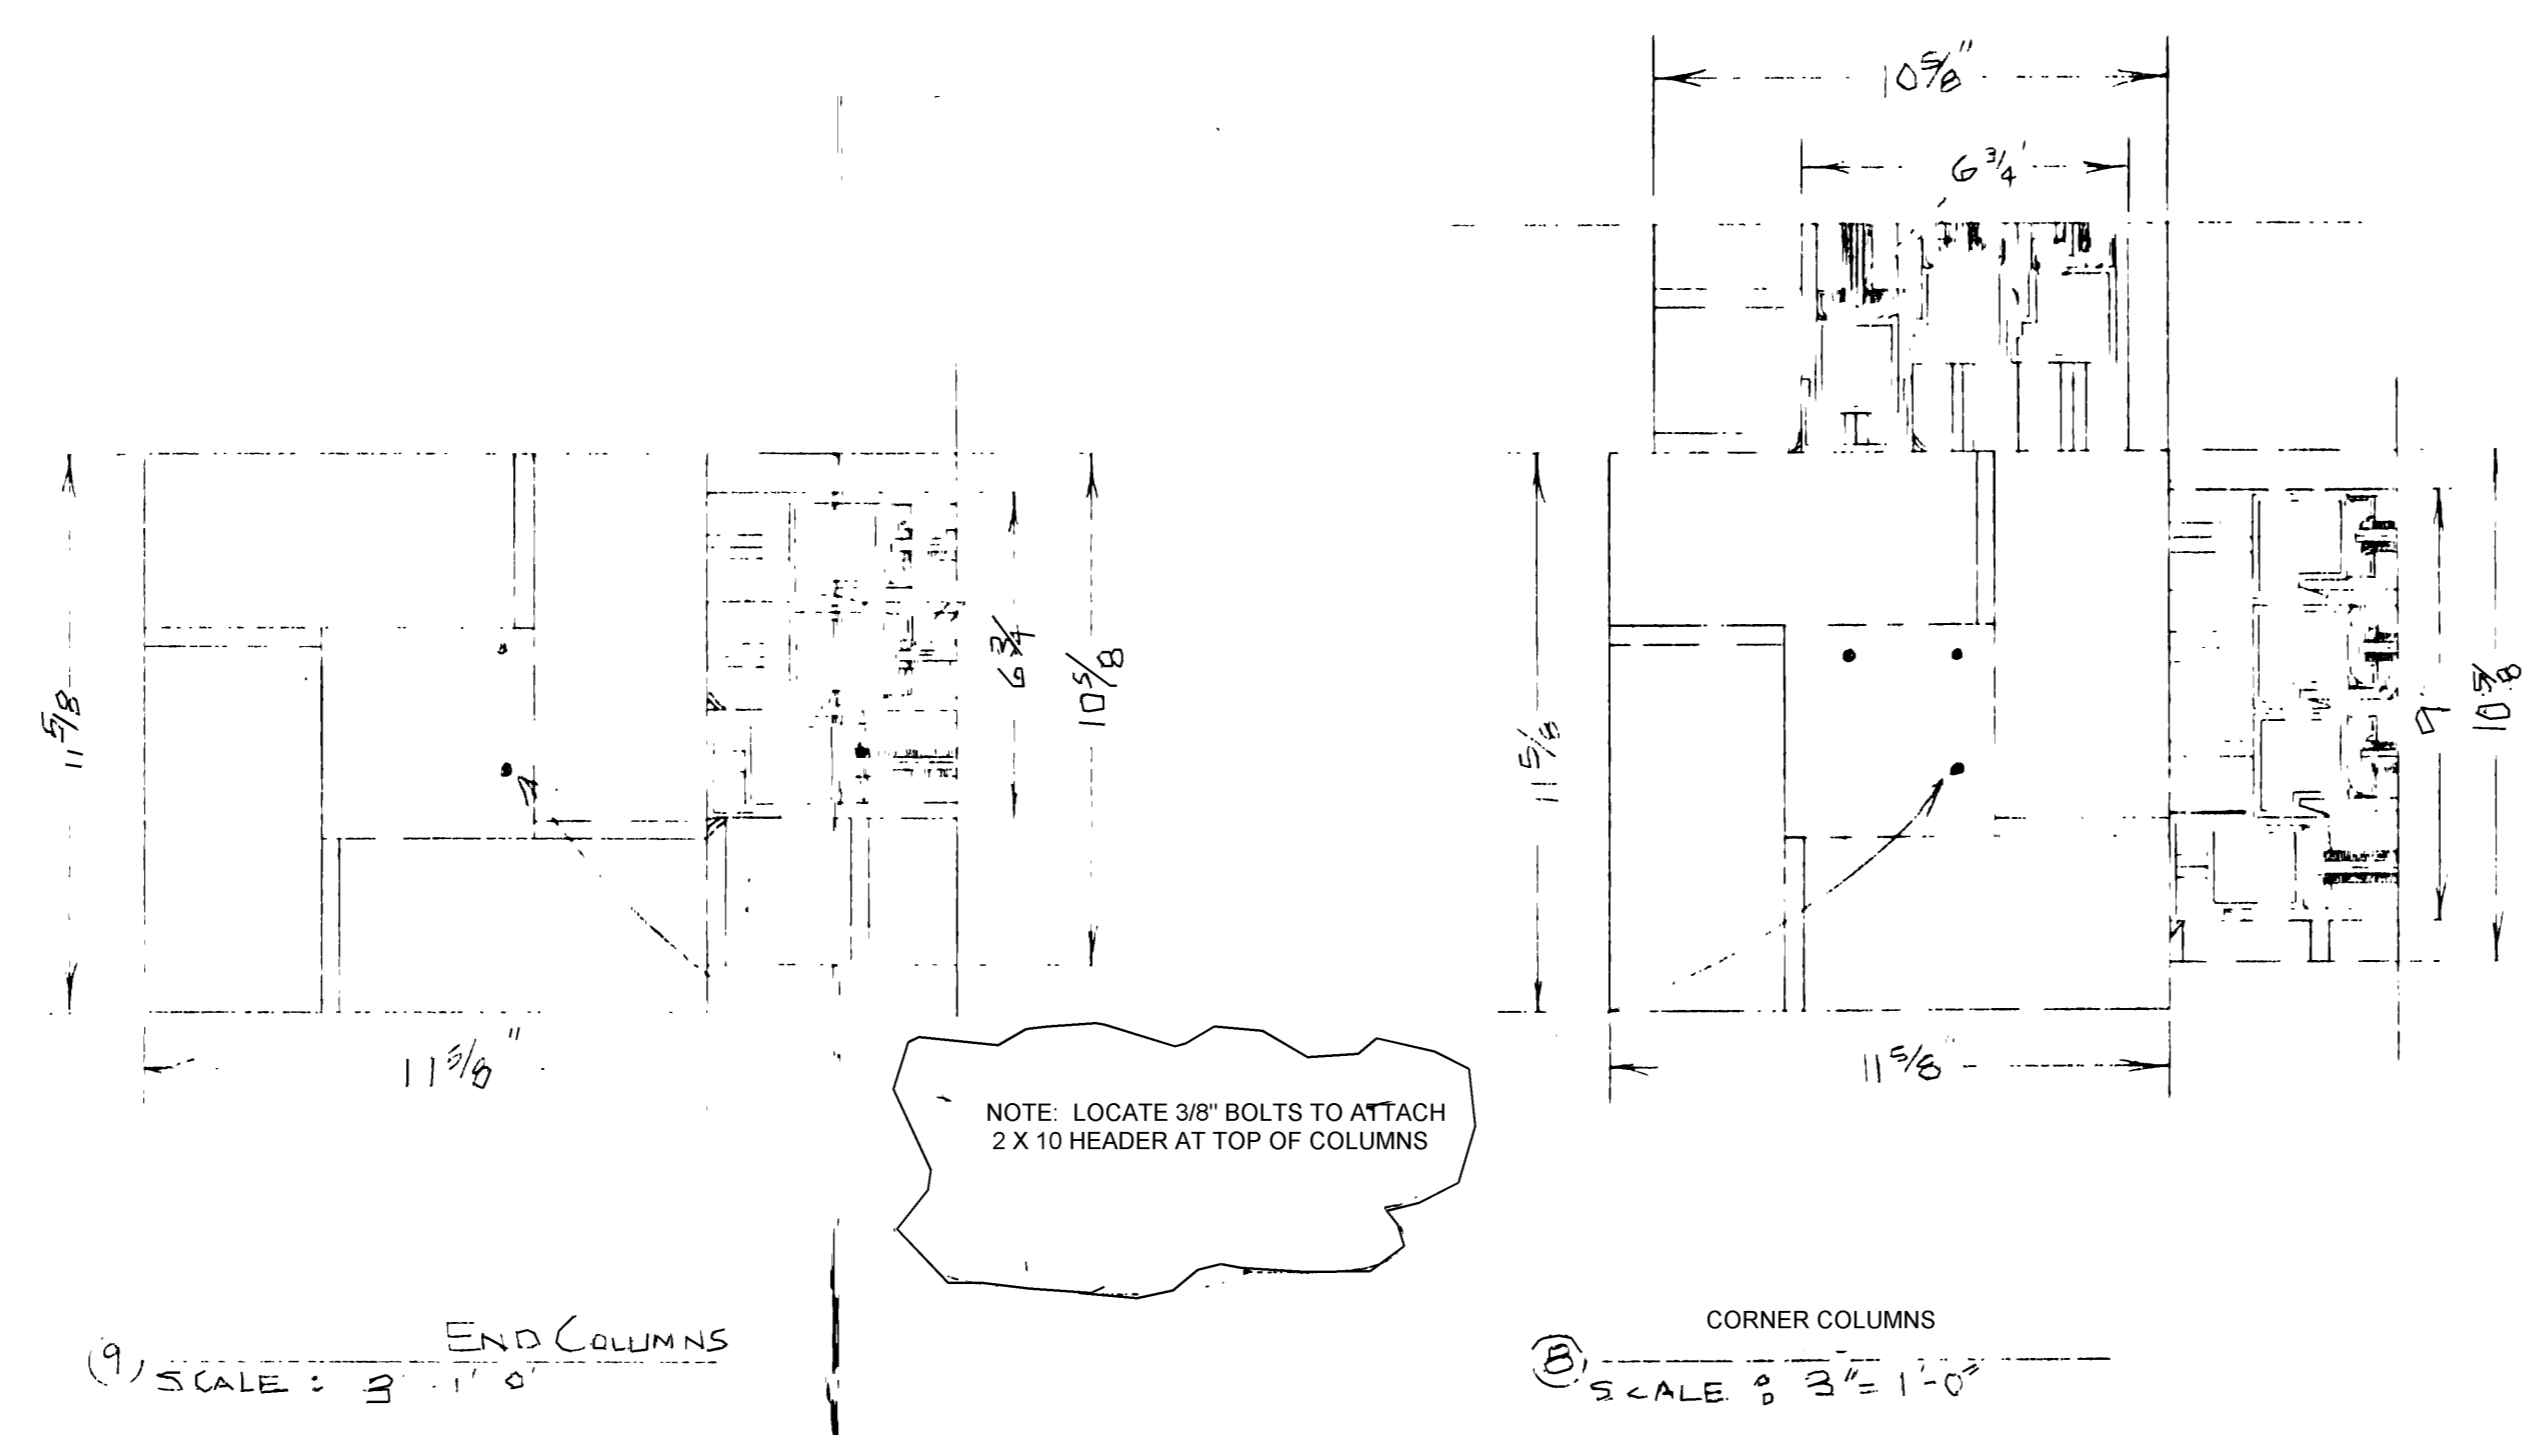 10 5/8"
6 3/4'
11 5/8
6 3/4
10 5/8
11 5/8
9'
10 5/8
11 5/8"
11 5/8"
NOTE: LOCATE 3/8" BOLTS TO ATTACH
2 X 10 HEADER AT TOP OF COLUMNS
END COLUMNS
9
SCALE : 3 1' 0'
CORNER COLUMNS
8
SCALE : 3"= 1'-0"